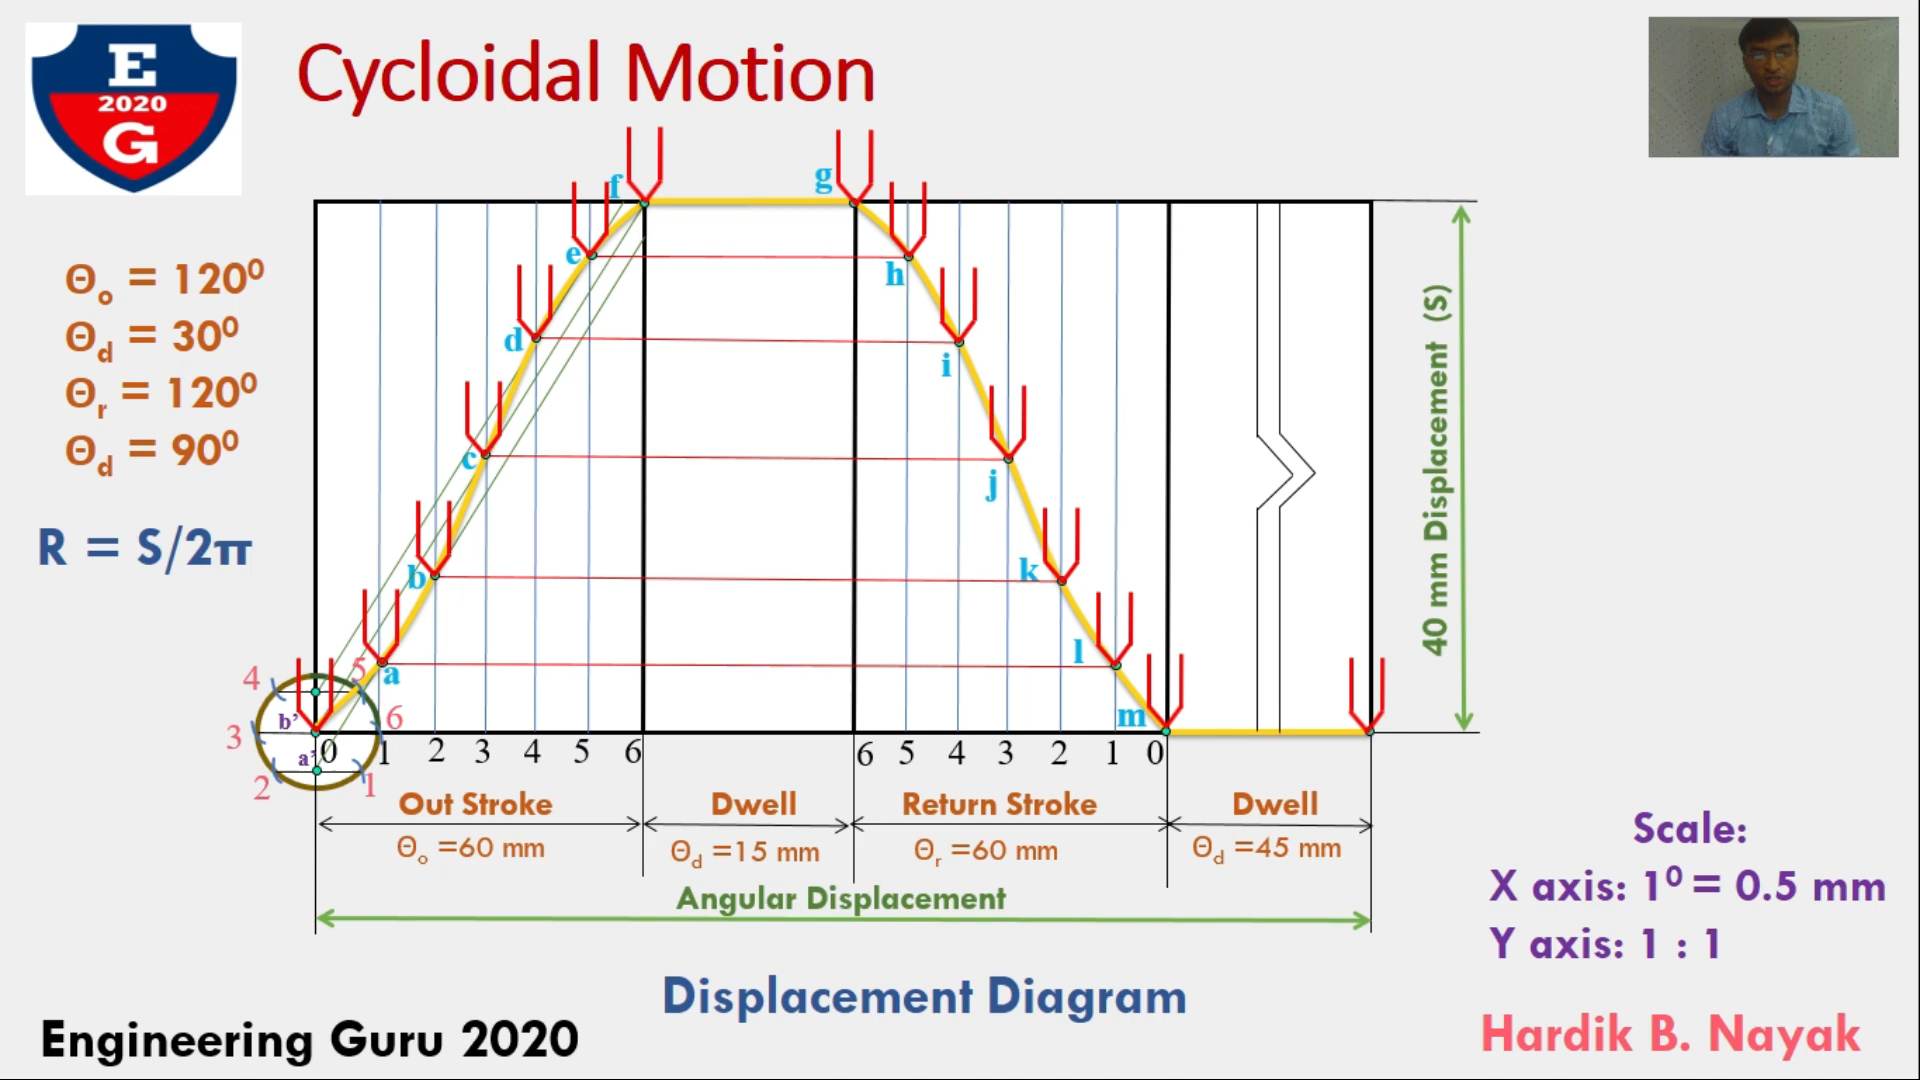 E
2020
G
Cycloidal Motion
Θo = 120⁰
Θd = 30⁰
Θr = 120⁰
Θd = 90⁰
R = S/2π
f
g
e
h
d
i
c
j
b
k
a
l
m
4
5
6
3
2
1
b'
a'
0 1 2 3 4 5 6
6 5 4 3 2 1 0
Out Stroke
Θo =60 mm
Dwell
Θd =15 mm
Return Stroke
Θr =60 mm
Dwell
Θd =45 mm
Angular Displacement
40 mm Displacement (S)
Scale:
X axis: 1⁰ = 0.5 mm
Y axis: 1 : 1
Displacement Diagram
Engineering Guru 2020
Hardik B. Nayak